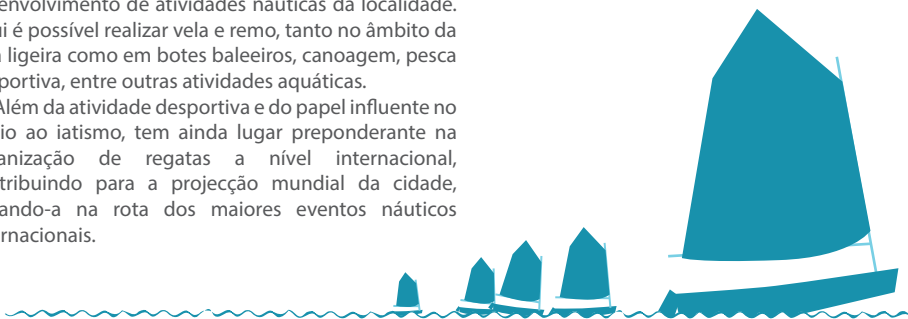 envolvimento de atividades náuticas da localidade.
ui é possível realizar vela e remo, tanto no âmbito da
ligeira como em botes baleeiros, canoagem, pesca
portiva, entre outras atividades aquáticas.
Além da atividade desportiva e do papel influente no
io ao iatismo, tem ainda lugar preponderante na
anização de regatas a nível internacional,
tribuindo para a projecção mundial da cidade,
ando-a na rota dos maiores eventos náuticos
ernacionais.